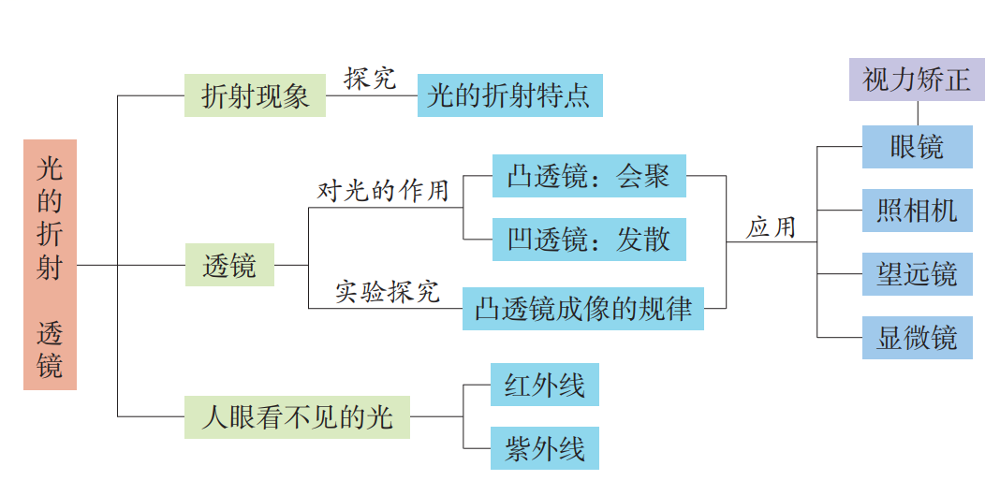 光的折射 透镜
折射现象
探究
光的折射特点
透镜
对光的作用
凸透镜：会聚
凹透镜：发散
实验探究
凸透镜成像的规律
应用
视力矫正
眼镜
照相机
望远镜
显微镜
人眼看不见的光
红外线
紫外线